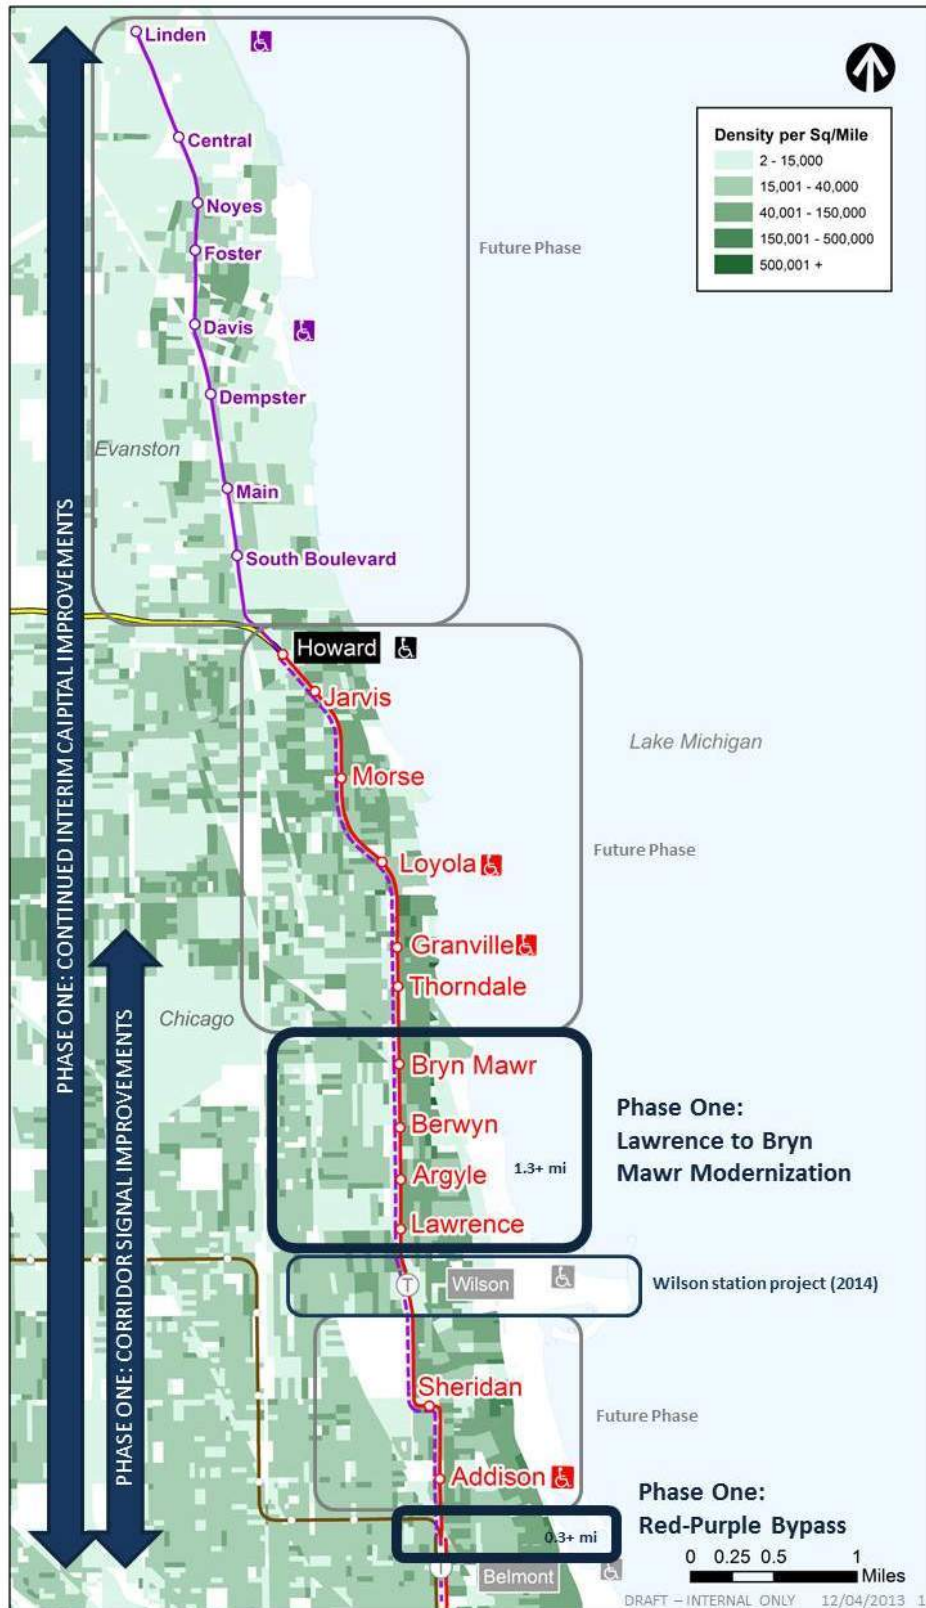 Linden
Central
Noyes
Foster
Davis
Dempster
Evanston
Main
South Boulevard
Future Phase
Density per Sq/Mile
2 - 15,000
15,001 - 40,000
40,001 - 150,000
150,001 - 500,000
500,001 +
PHASE ONE: CONTINUED INTERIM CAIPITAL IMPROVEMENTS
PHASE ONE: CORRIDOR SIGNAL IMPROVEMENTS
Howard
Jarvis
Morse
Loyola
Granville
Thorndale
Lake Michigan
Future Phase
Chicago
Bryn Mawr
Berwyn
Argyle
Lawrence
1.3+ mi
Phase One:
Lawrence to Bryn
Mawr Modernization
T
Wilson
Wilson station project (2014)
Sheridan
Addison
Future Phase
Phase One:
Red-Purple Bypass
0.3+ mi
T
Belmont
0 0.25 0.5 1
Miles
DRAFT – INTERNAL ONLY 12/04/2013 1